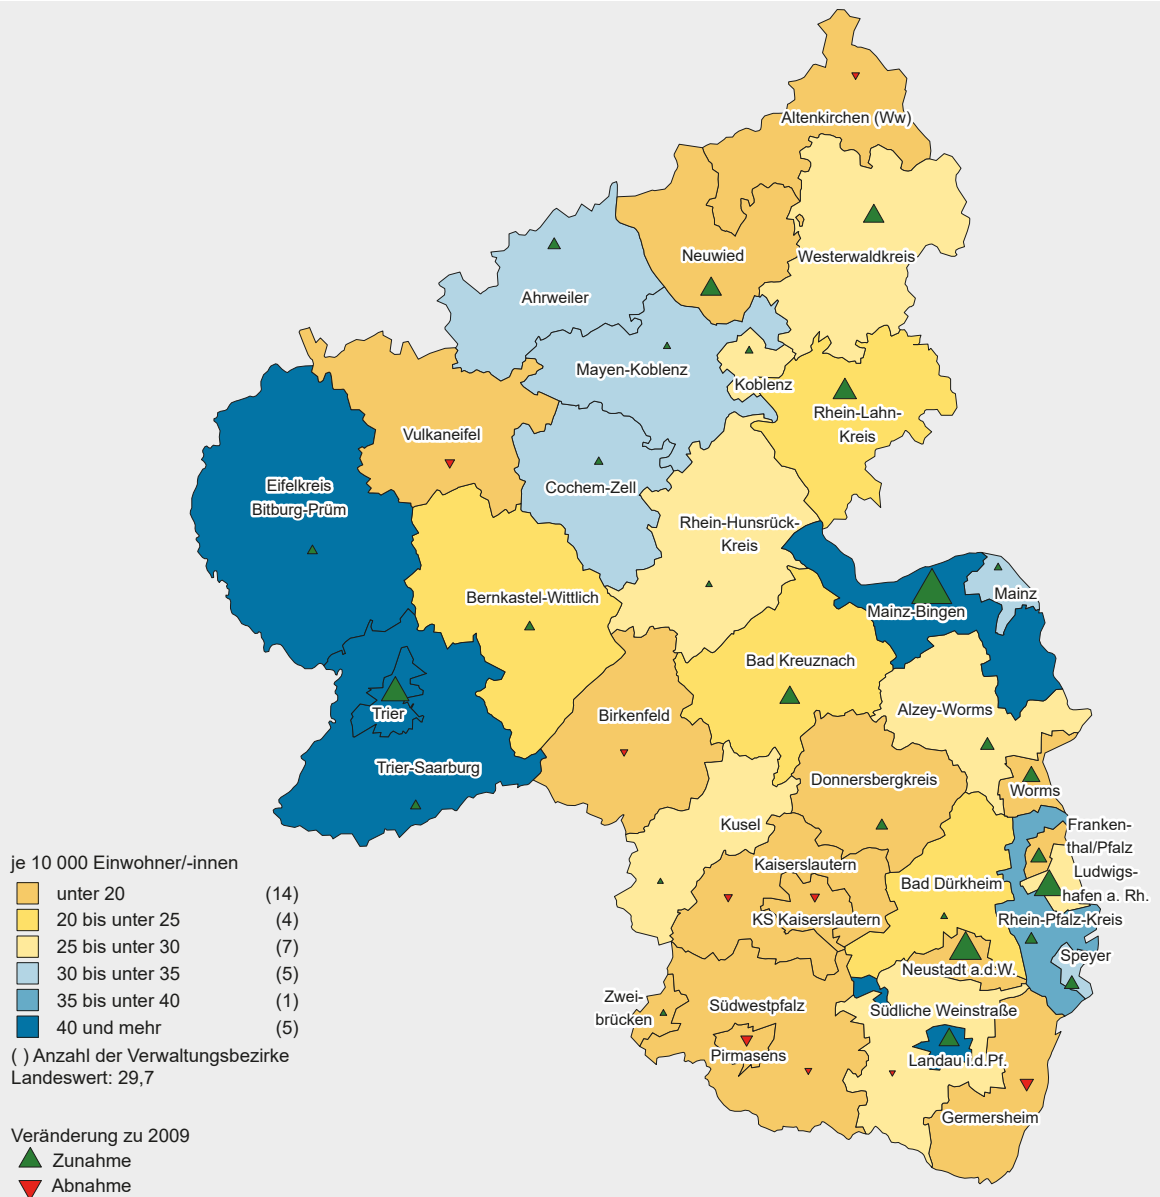 Altenkirchen (Ww)
Neuwied
Westerwaldkreis
Ahrweiler
Mayen-Koblenz
Koblenz
Rhein-Lahn-
Kreis
Vulkaneifel
Cochem-Zell
Eifelkreis
Bitburg-Prüm
Rhein-Hunsrück-
Kreis
Bernkastel-Wittlich
Mainz
Mainz-Bingen
Bad Kreuznach
Trier
Birkenfeld
Alzey-Worms
Trier-Saarburg
Donnersbergkreis
Worms
Kusel
Franken-
thal/Pfalz
Kaiserslautern
Ludwigs-
hafen a. Rh.
Bad Dürkheim
KS Kaiserslautern
Rhein-Pfalz-Kreis
Speyer
Neustadt a.d.W.
Zwei-
brücken
Südwestpfalz
Südliche Weinstraße
Pirmasens
Landau i.d.Pf.
Germersheim
je 10 000 Einwohner/-innen
unter 20 (14)
20 bis unter 25 (4)
25 bis unter 30 (7)
30 bis unter 35 (5)
35 bis unter 40 (1)
40 und mehr (5)
( ) Anzahl der Verwaltungsbezirke
Landeswert: 29,7
Veränderung zu 2009
Zunahme
Abnahme